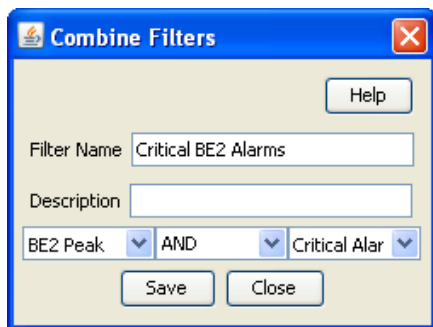 Combine Filters
Help
Filter Name Critical BE2 Alarms
Description
BE2 Peak AND Critical Alar
Save Close